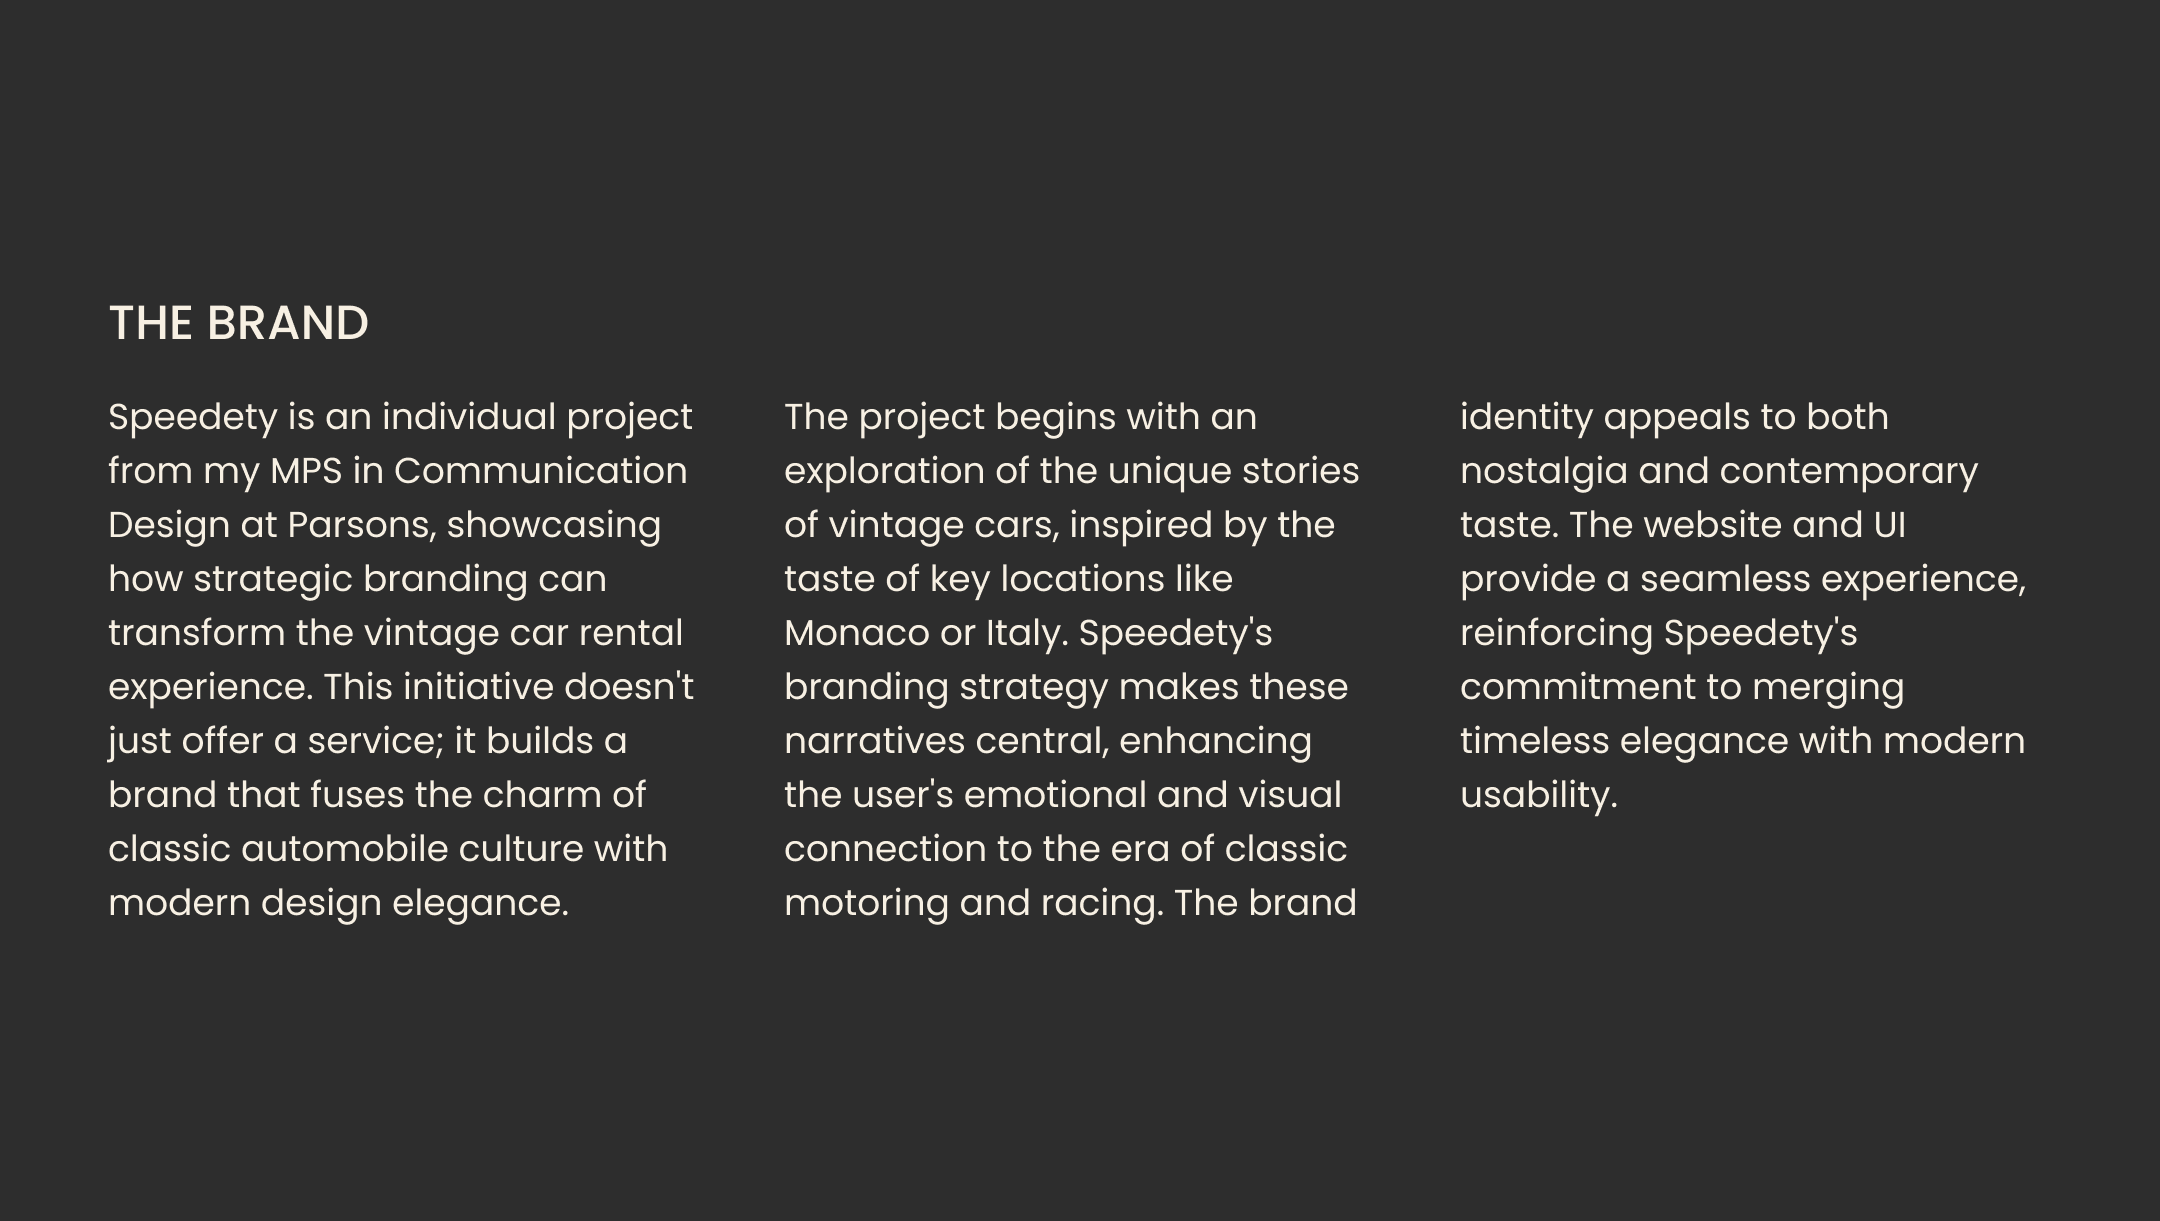 THE BRAND
Speedety is an individual project
from my MPS in Communication
Design at Parsons, showcasing
how strategic branding can
transform the vintage car rental
experience. This initiative doesn't
just offer a service; it builds a
brand that fuses the charm of
classic automobile culture with
modern design elegance.
The project begins with an
exploration of the unique stories
of vintage cars, inspired by the
taste of key locations like
Monaco or Italy. Speedety's
branding strategy makes these
narratives central, enhancing
the user's emotional and visual
connection to the era of classic
motoring and racing. The brand
identity appeals to both
nostalgia and contemporary
taste. The website and UI
provide a seamless experience,
reinforcing Speedety's
commitment to merging
timeless elegance with modern
usability.